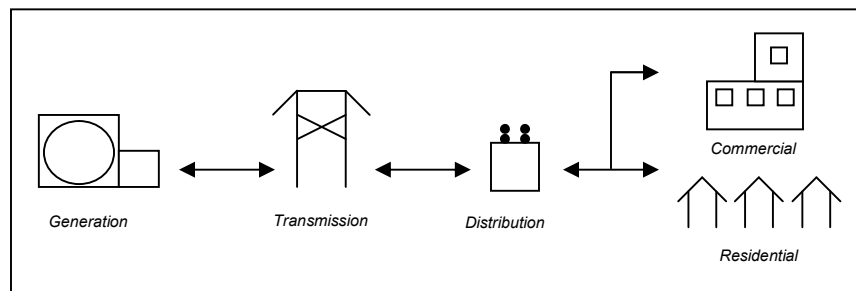 Commercial
Generation
Transmission
Distribution
Residential